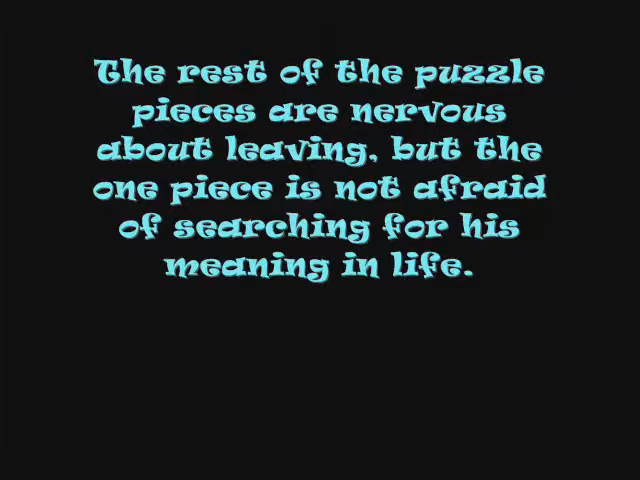 The rest of the puzzle
pieces are nervous
about leaving, but the
one piece is not afraid
of searching for his
meaning in life.